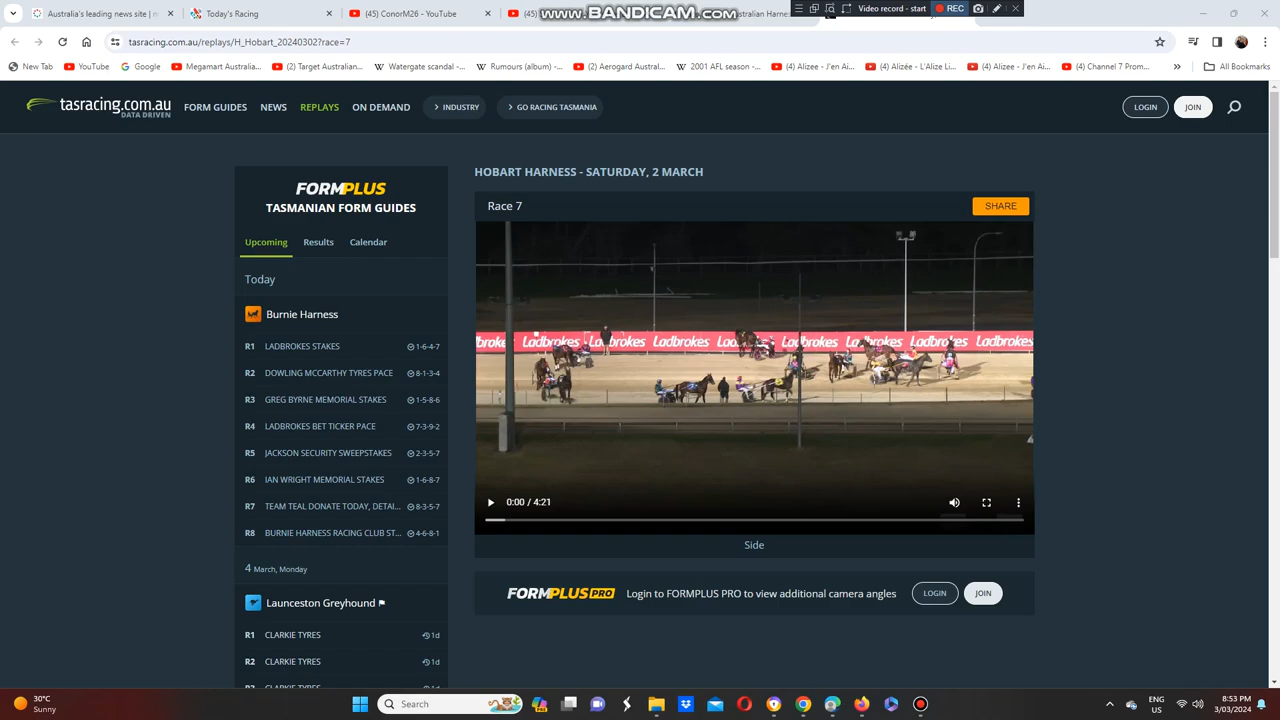 Australia's leading news site | n
Today's Racing
(45) ConorM26 - YouTube
www.BANDICAM.com
Video record - start
REC
tasracing.com.au/replays/H_Hobart_20240302?race=7
New Tab
YouTube
Google
Megamart Australia...
(2) Target Australian...
Watergate scandal -...
Rumours (album) -...
(2) Aerogard Austral...
2001 AFL season -...
(4) Alizee - J'en Ai...
(4) Alizée - L'Alize Li...
(4) Alizee - J'en Ai...
(4) Channel 7 Prom...
All Bookmarks
tasracing.com.au
DATA DRIVEN
FORM GUIDES
NEWS
REPLAYS
ON DEMAND
INDUSTRY
GO RACING TASMANIA
LOGIN
JOIN
FORMPLUS
TASMANIAN FORM GUIDES
Upcoming
Results
Calendar
Today
Burnie Harness
R1 LADBROKES STAKES 1-6-4-7
R2 DOWLING MCCARTHY TYRES PACE 8-1-3-4
R3 GREG BYRNE MEMORIAL STAKES 1-5-8-6
R4 LADBROKES BET TICKER PACE 7-3-9-2
R5 JACKSON SECURITY SWEEPSTAKES 2-3-5-7
R6 IAN WRIGHT MEMORIAL STAKES 1-6-8-7
R7 TEAM TEAL DONATE TODAY, DETAI... 8-3-5-7
R8 BURNIE HARNESS RACING CLUB ST... 4-6-8-1
4 March, Monday
Launceston Greyhound
R1 CLARKIE TYRES 1d
R2 CLARKIE TYRES 1d
HOBART HARNESS - SATURDAY, 2 MARCH
Race 7
SHARE
Ladbrokes Ladbrokes Ladbrokes Ladbrokes Ladbrokes Ladbrokes
0:00 / 4:21
Side
FORMPLUS PRO
Login to FORMPLUS PRO to view additional camera angles
LOGIN
JOIN
30°C
Sunny
Search
ENG
US
8:53 PM
3/03/2024